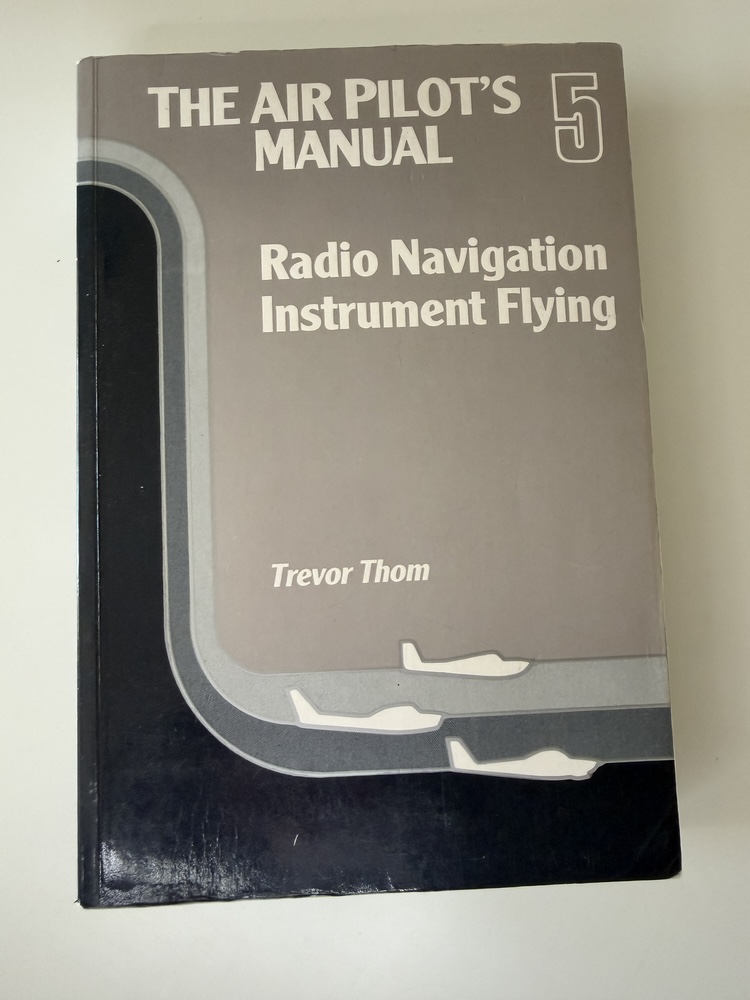 THE AIR PILOT'S
MANUAL
5
Radio Navigation
Instrument Flying
Trevor Thom